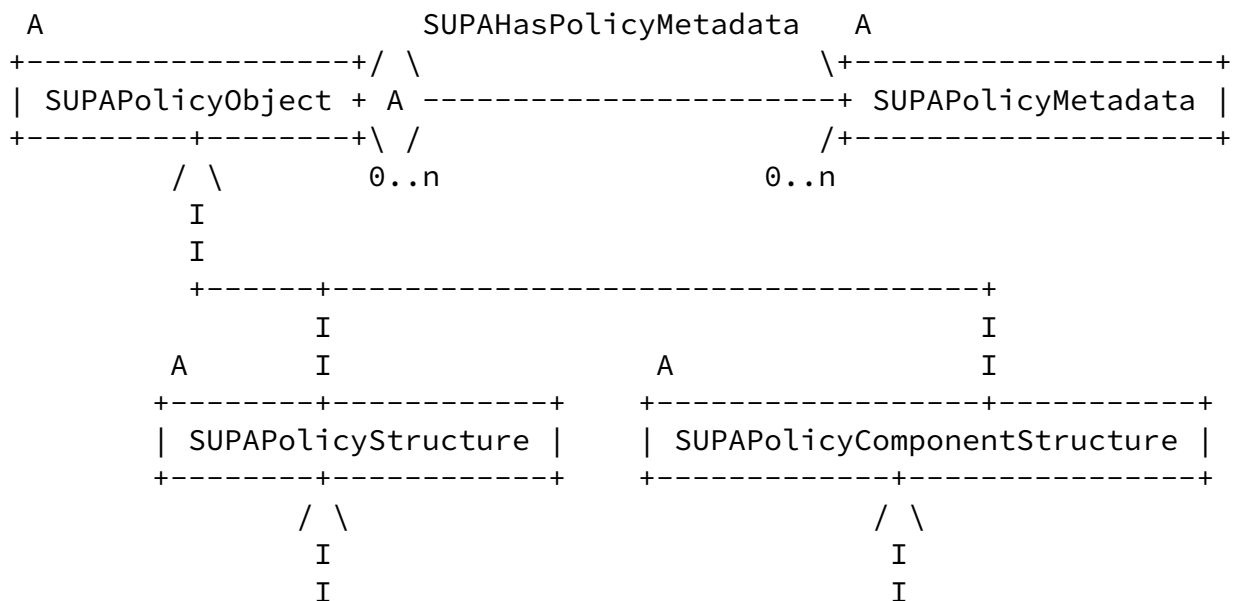 A                     SUPAHasPolicyMetadata   A
+------------------+/ \                      \+---------------------+
| SUPAPolicyObject + A -----------------------+ SUPAPolicyMetadata |
+---------+--------+\ /                      /+---------------------+
         / \        0..n                  0..n
          I
          I
          +------+------------------------------------+
                 I                                    I
         A       I                  A                 I
        +--------+-------------+    +------------------+------------+
        | SUPAPolicyStructure |    | SUPAPolicyComponentStructure |
        +--------+-------------+    +-------------+-----------------+
                / \                              / \
                 I                                I
                 I                                I